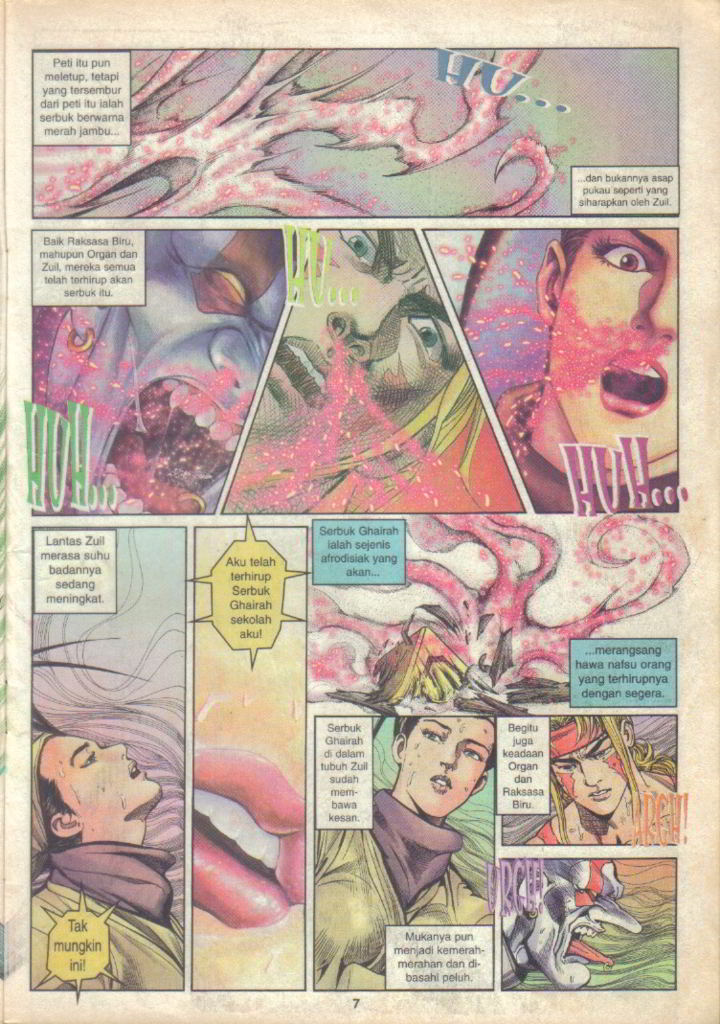 Peti itu pun
meletup, tetapi
yang tersembur
dari peti itu ialah
serbuk berwarna
merah jambu...
HU...
...dan bukannya asap
pukau seperti yang
siharapkan oleh Zuil.
Baik Raksasa Biru,
mahupun Organ dan
Zuil, mereka semua
telah terhirup akan
serbuk itu.
HUH...
HU...
HUH...
Lantas Zuil
merasa suhu
badannya
sedang
meningkat.
Tak
mungkin
ini!
Aku telah
terhirup
Serbuk
Ghairah
sekolah
aku!
Serbuk Ghairah
ialah sejenis
afrodisiak yang
akan...
...merangsang
hawa nafsu orang
yang terhirupnya
dengan segera.
Serbuk
Ghairah
di dalam
tubuh Zuil
sudah
mem-
bawa
kesan.
Mukanya pun
menjadi kemerah-
merahan dan di-
basahi peluh.
Begitu
juga
keadaan
Organ
dan
Raksasa
Biru.
ARGH!
URGH!
7